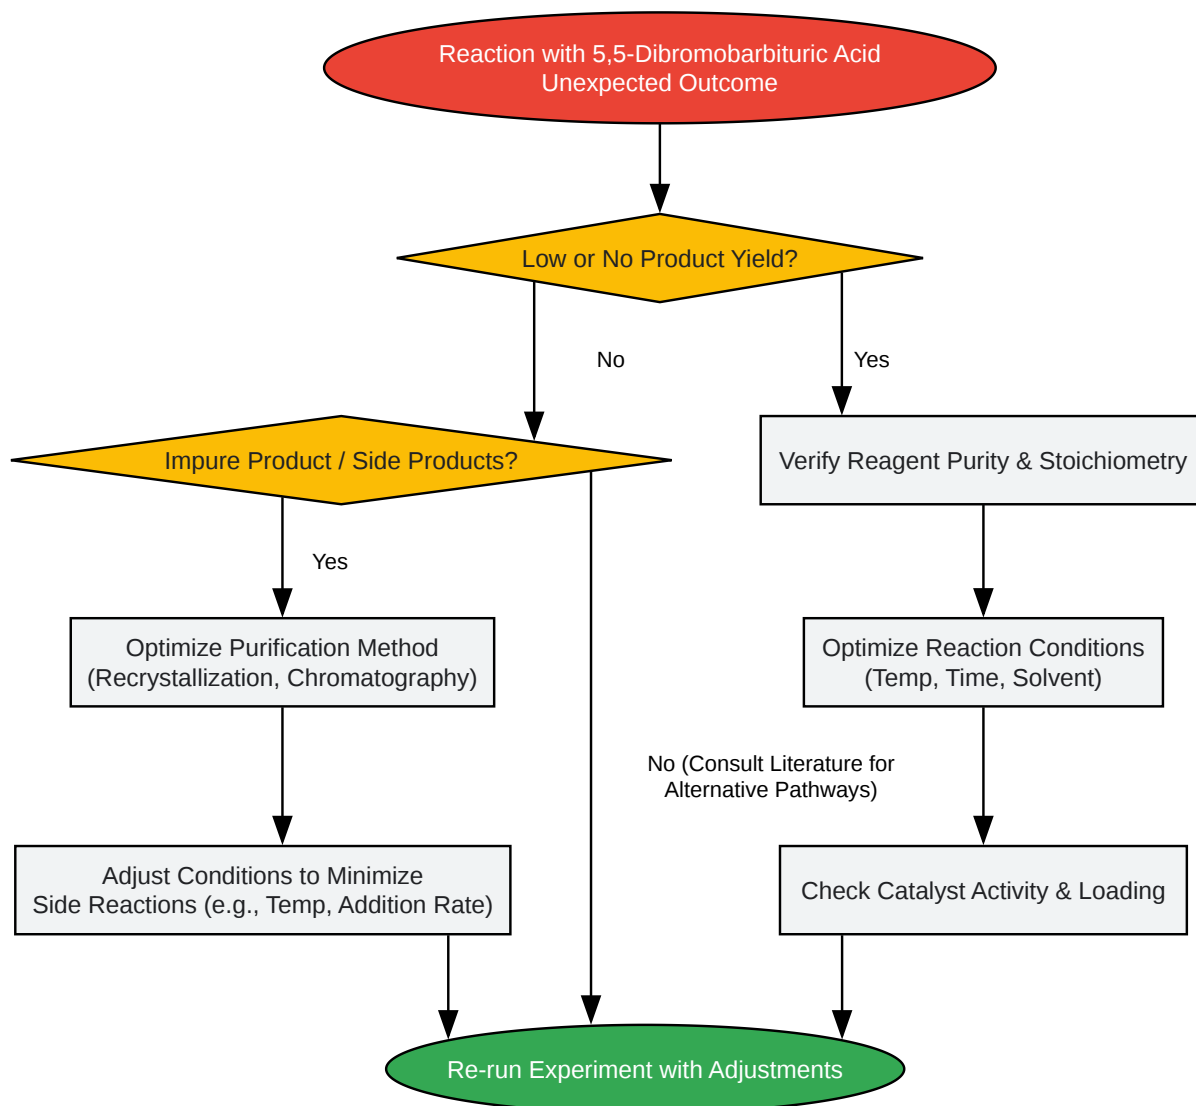 Reaction with 5,5-Dibromobarbituric Acid
Unexpected Outcome
Low or No Product Yield?
No
Yes
Impure Product / Side Products?
Verify Reagent Purity & Stoichiometry
Yes
Optimize Purification Method
(Recrystallization, Chromatography)
Optimize Reaction Conditions
(Temp, Time, Solvent)
No (Consult Literature for
Alternative Pathways)
Adjust Conditions to Minimize
Side Reactions (e.g., Temp, Addition Rate)
Check Catalyst Activity & Loading
Re-run Experiment with Adjustments